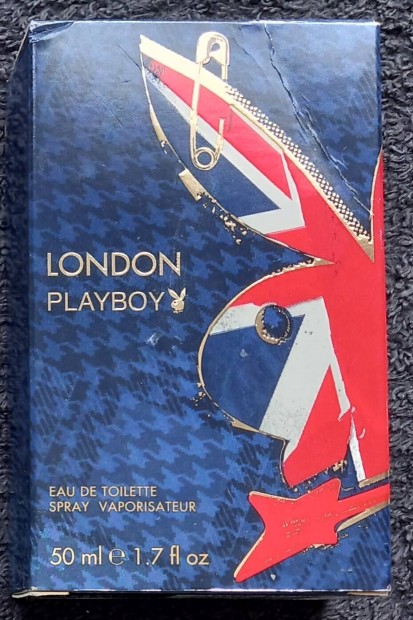 LONDON
PLAYBOY
EAU DE TOILETTE
SPRAY VAPORISATEUR
50 ml ℮ 1.7 fl oz